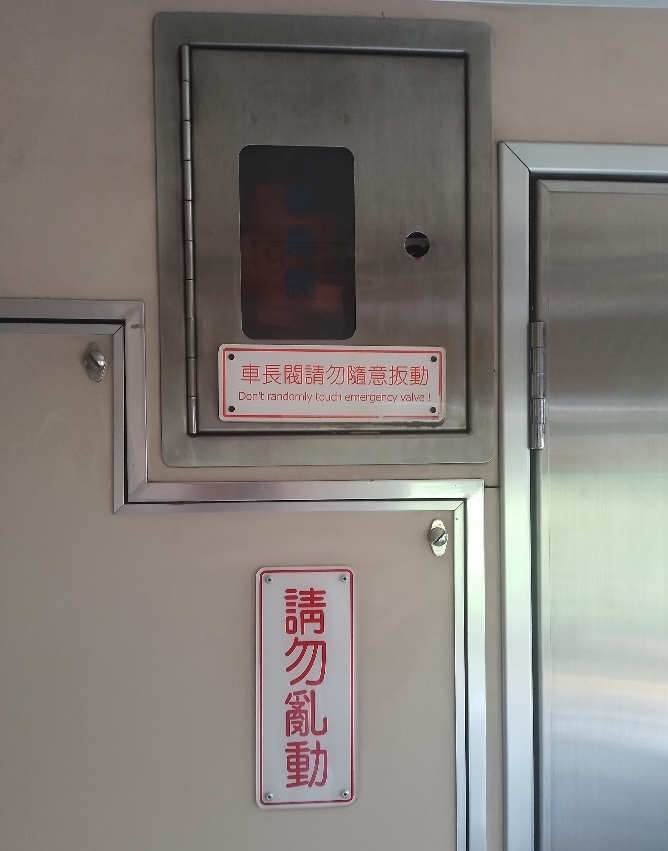 車長閥請勿隨意扳動
Don't randomly touch emergency valve !
請勿亂動